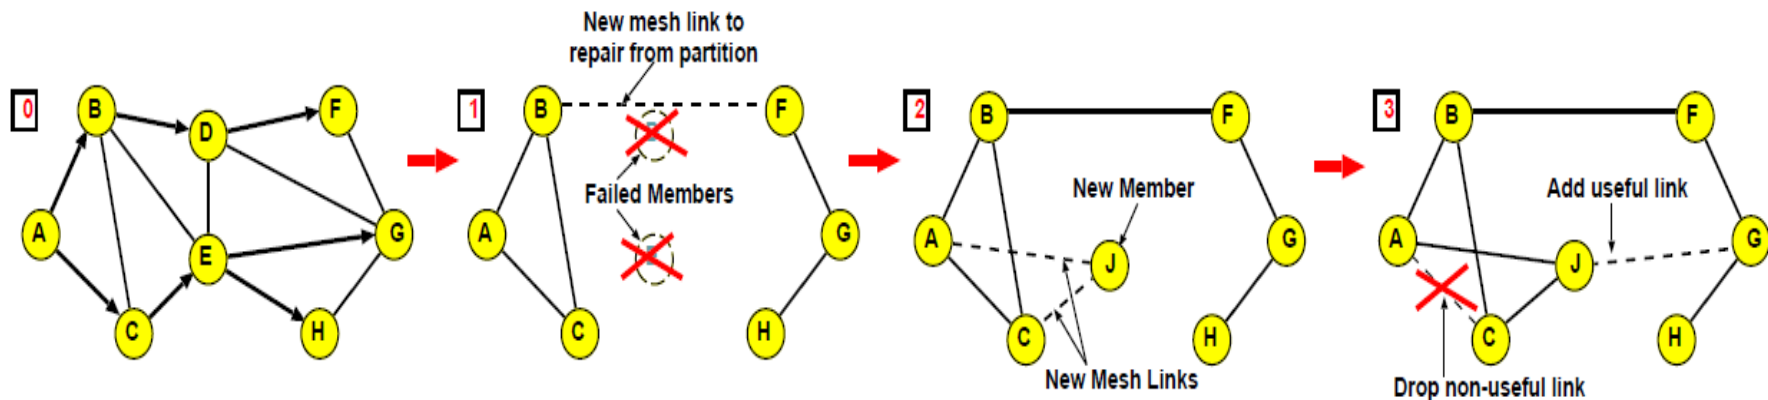 0
B
D
F
A
E
G
C
H
1
New mesh link to
repair from partition
B
F
Failed Members
A
G
C
H
2
B
F
New Member
A
J
G
C
H
New Mesh Links
3
B
F
Add useful link
A
J
G
C
H
Drop non-useful link